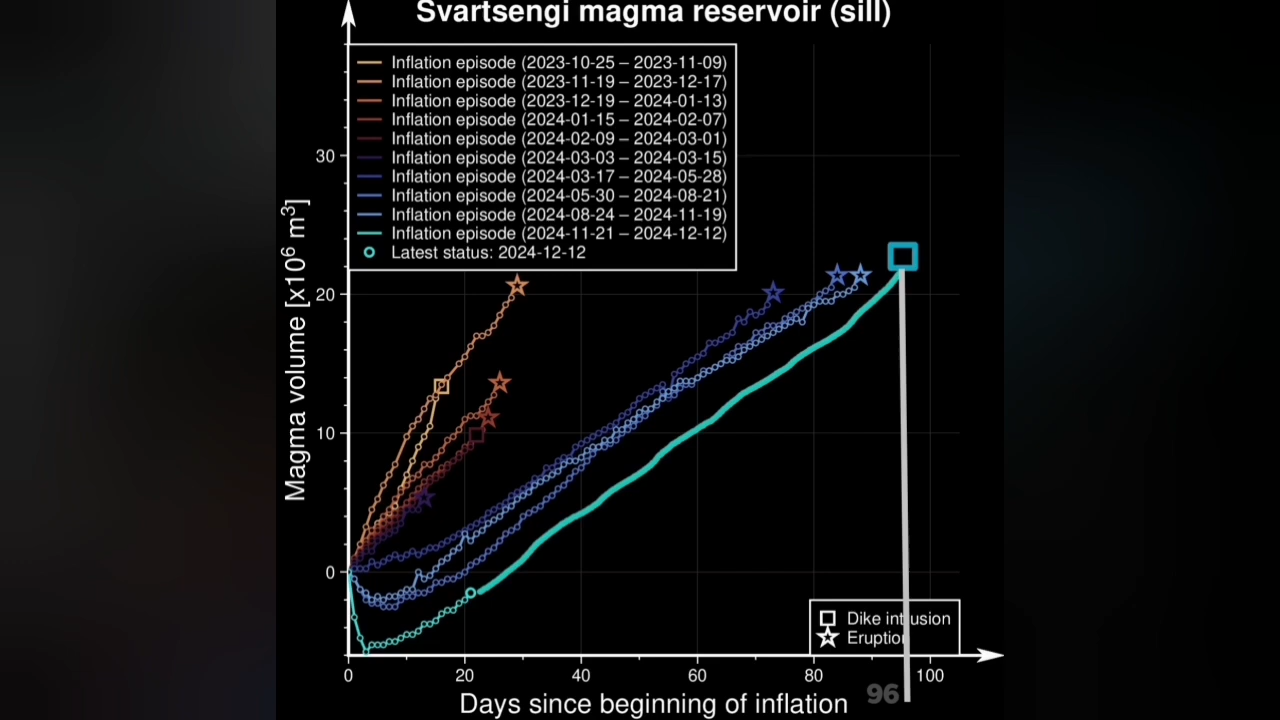 Svartsengi magma reservoir (sill)
Inflation episode (2023-10-25 – 2023-11-09)
Inflation episode (2023-11-19 – 2023-12-17)
Inflation episode (2023-12-19 – 2024-01-13)
Inflation episode (2024-01-15 – 2024-02-07)
Inflation episode (2024-02-09 – 2024-03-01)
Inflation episode (2024-03-03 – 2024-03-15)
Inflation episode (2024-03-17 – 2024-05-28)
Inflation episode (2024-05-30 – 2024-08-21)
Inflation episode (2024-08-24 – 2024-11-19)
Inflation episode (2024-11-21 – 2024-12-12)
Latest status: 2024-12-12
Magma volume [x10⁶ m³]
30
20
10
0
Dike intrusion
Eruption
0 20 40 60 80 100
Days since beginning of inflation
96